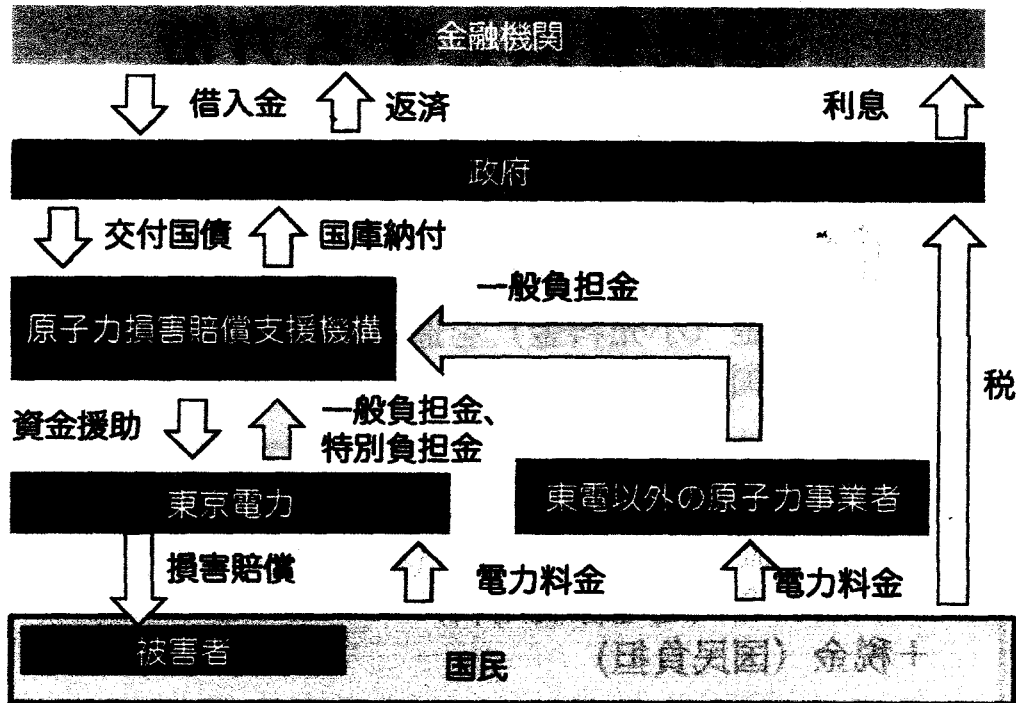 金融機関
借入金
返済
利息
政府
交付国債
国庫納付
一般負担金
原子力損害賠償支援機構
税
資金援助
一般負担金、
特別負担金
東京電力
東電以外の原子力事業者
損害賠償
電力料金
電力料金
被害者
国民